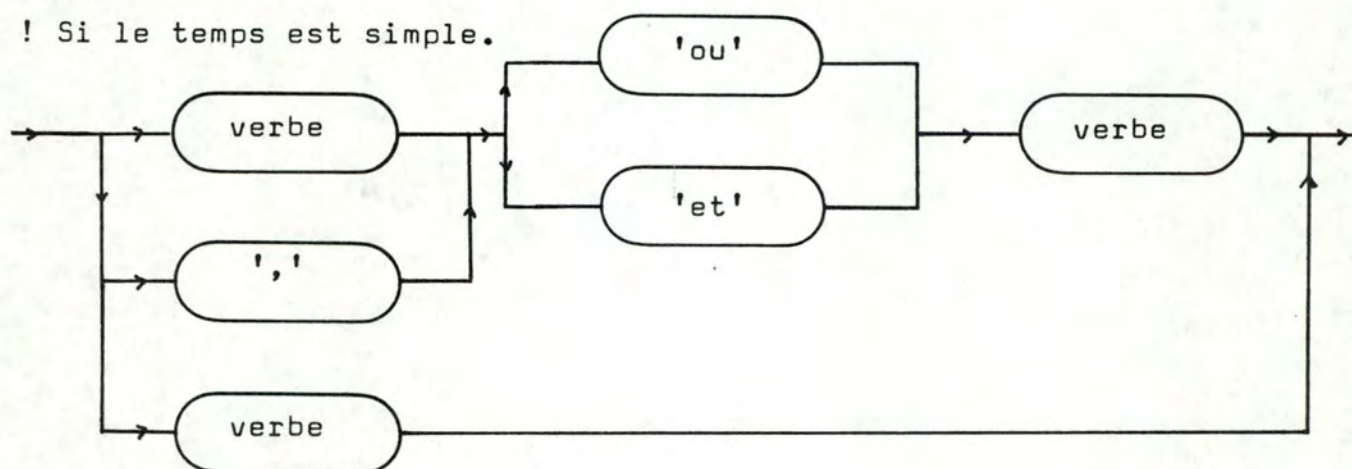 ! Si le temps est simple.
'ou'
verbe
verbe
'et'
','
verbe